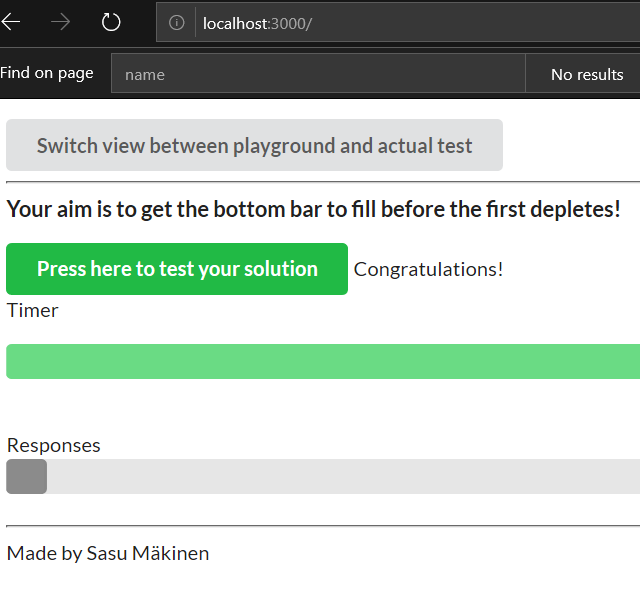 localhost:3000/
Find on page name No results
Switch view between playground and actual test
Your aim is to get the bottom bar to fill before the first depletes!
Press here to test your solution Congratulations!
Timer
Responses
Made by Sasu Mäkinen